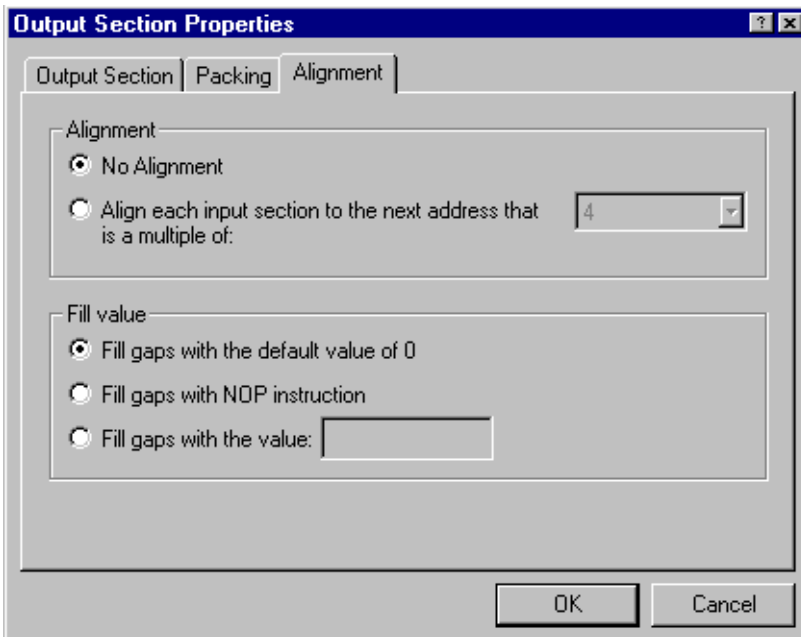 Output Section Properties
Output Section Packing Alignment
Alignment
No Alignment
Align each input section to the next address that
is a multiple of:
4
Fill value
Fill gaps with the default value of 0
Fill gaps with NOP instruction
Fill gaps with the value:
OK Cancel